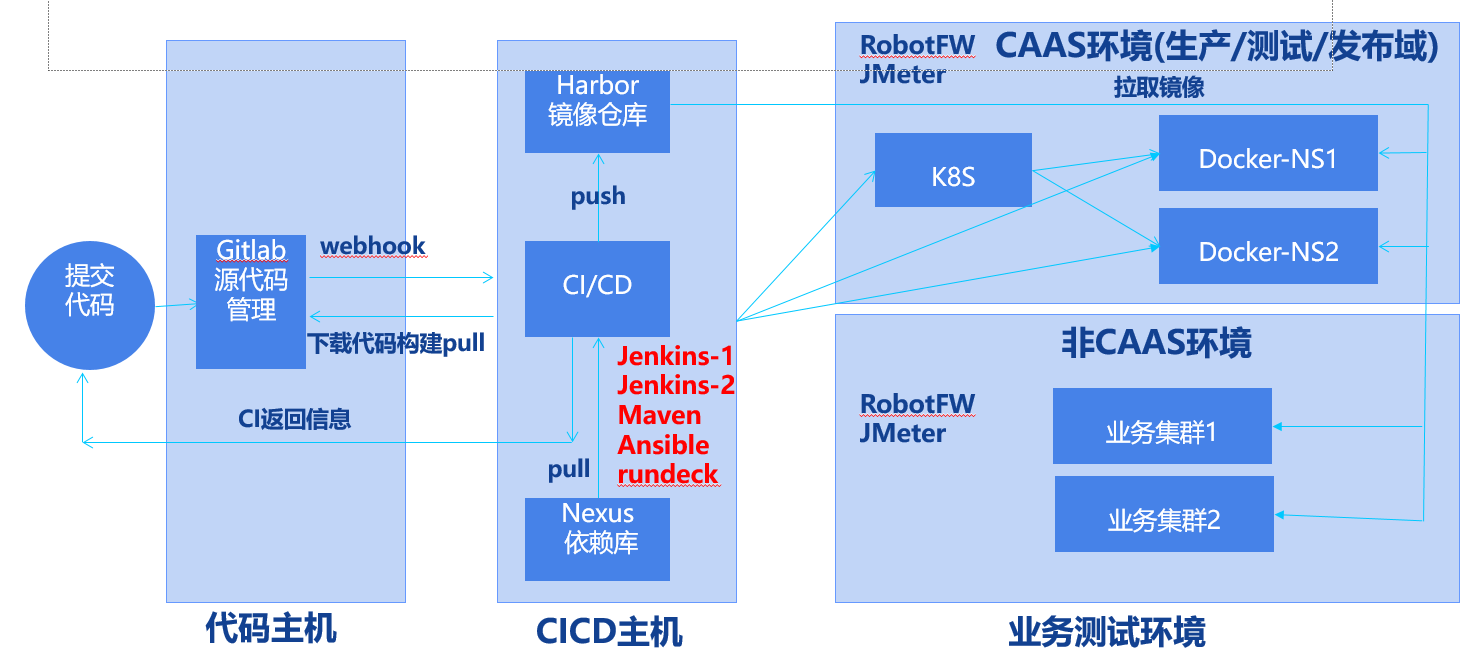 提交
代码
Gitlab
源代码
管理
webhook
下载代码构建pull
CI返回信息
代码主机
Harbor
镜像仓库
push
CI/CD
Jenkins-1
Jenkins-2
Maven
Ansible
rundeck
pull
Nexus
依赖库
CICD主机
RobotFW
JMeter
CAAS环境(生产/测试/发布域)
拉取镜像
K8S
Docker-NS1
Docker-NS2
非CAAS环境
RobotFW
JMeter
业务集群1
业务集群2
业务测试环境